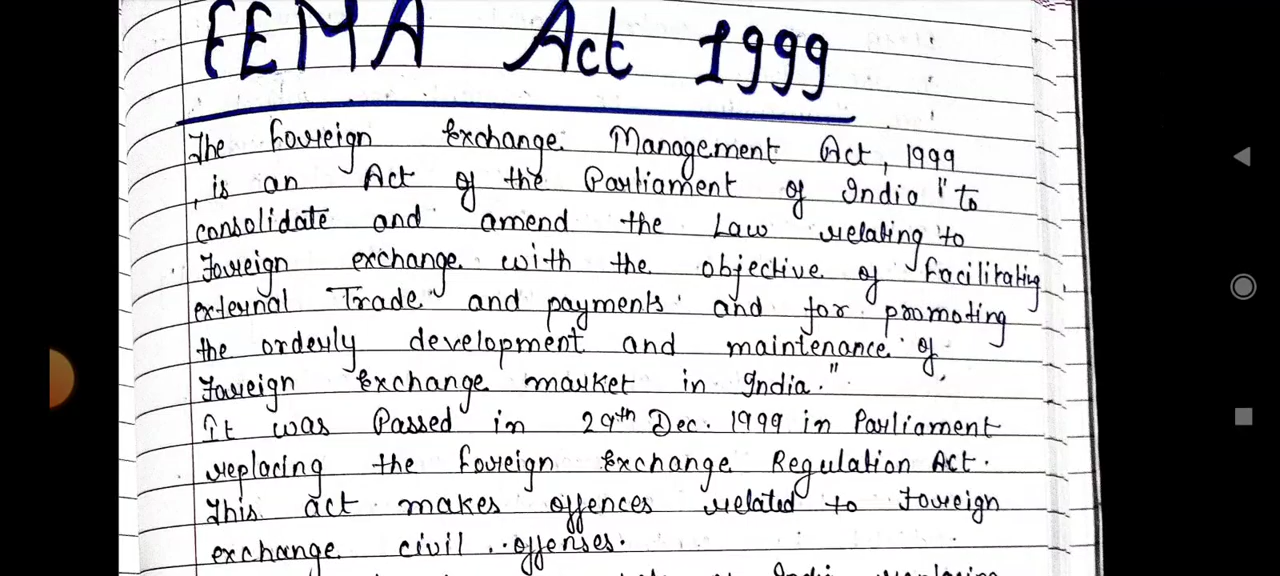 FEMA Act 1999
The Foreign Exchange Management Act, 1999
, is an Act of the Parliament of India "to
consolidate and amend the Law relating to
Foreign exchange with the objective of facilitating
external Trade and payments and for promoting
the orderly development and maintenance of
Foreign Exchange market in India."
It was Passed in 29th Dec. 1999 in Parliament
replacing the Foreign Exchange Regulation Act.
This act makes offences related to Foreign
exchange civil offenses.
India replacing